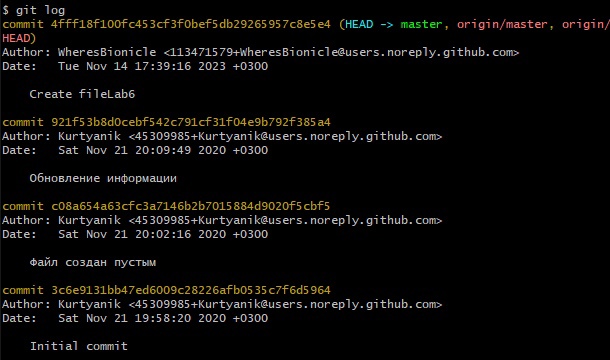 $ git log
commit 4fff18f100fc453cf3f0bef5db29265957c8e5e4 (HEAD -> master, origin/master, origin/
HEAD)
Author: WheresBionicle <113471579+WheresBionicle@users.noreply.github.com>
Date:   Tue Nov 14 17:39:16 2023 +0300
Create fileLab6
commit 921f53b8d0cebf542c791cf31f04e9b792f385a4
Author: Kurtyanik <45309985+Kurtyanik@users.noreply.github.com>
Date:   Sat Nov 21 20:09:49 2020 +0300
Обновление информации
commit c08a654a63cfc3a7146b2b7015884d9020f5cbf5
Author: Kurtyanik <45309985+Kurtyanik@users.noreply.github.com>
Date:   Sat Nov 21 20:02:16 2020 +0300
Файл создан пустым
commit 3c6e9131bb47ed6009c28226afb0535c7f6d5964
Author: Kurtyanik <45309985+Kurtyanik@users.noreply.github.com>
Date:   Sat Nov 21 19:58:20 2020 +0300
Initial commit